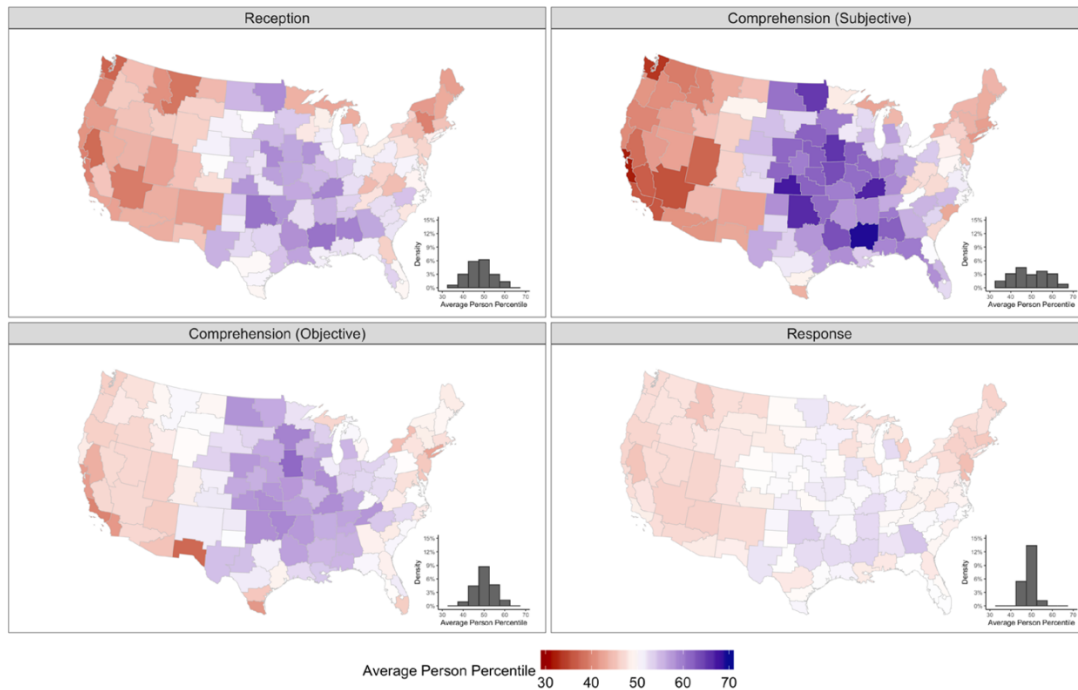 Reception
Comprehension (Subjective)
15%
12%
9%
6%
3%
0%
Density
30 40 50 60 70
Average Person Percentile
15%
12%
9%
6%
3%
0%
Density
30 40 50 60 70
Average Person Percentile
Comprehension (Objective)
Response
15%
12%
9%
6%
3%
0%
Density
30 40 50 60 70
Average Person Percentile
15%
12%
9%
6%
3%
0%
Density
30 40 50 60 70
Average Person Percentile
Average Person Percentile
30 40 50 60 70